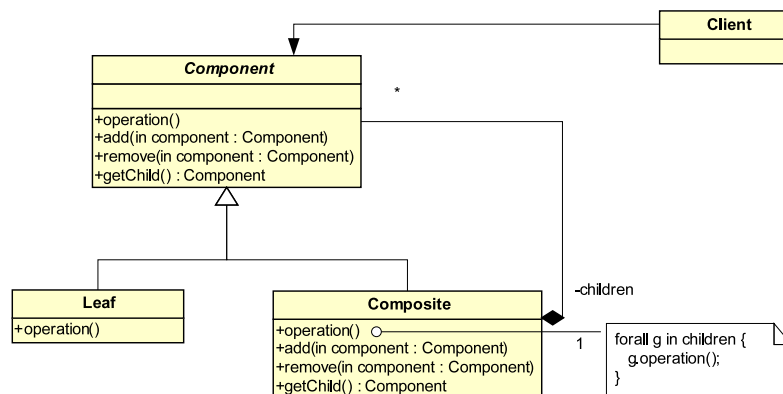 Client
Component
*
+operation()
+add(in component : Component)
+remove(in component : Component)
+getChild() : Component
Leaf
+operation()
Composite
+operation()
+add(in component : Component)
+remove(in component : Component)
+getChild() : Component
-children
1
forall g in children {
g.operation();
}